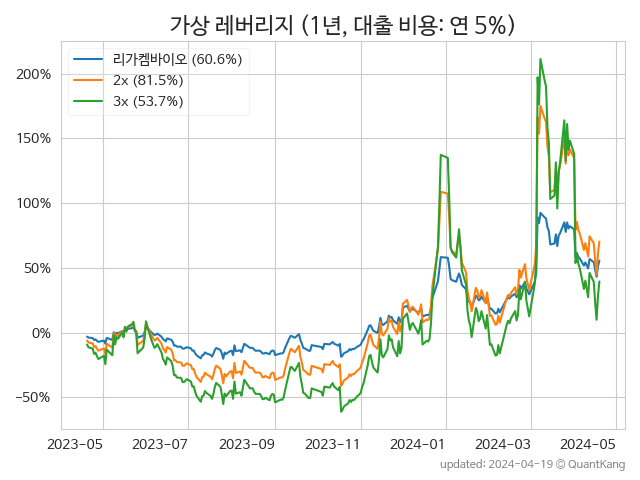 가상 레버리지 (1년, 대출 비용: 연 5%)
리가켐바이오 (60.6%)
2x (81.5%)
3x (53.7%)
200%
150%
100%
50%
0%
−50%
2023-05 2023-07 2023-09 2023-11 2024-01 2024-03 2024-05
updated: 2024-04-19 © QuantKang